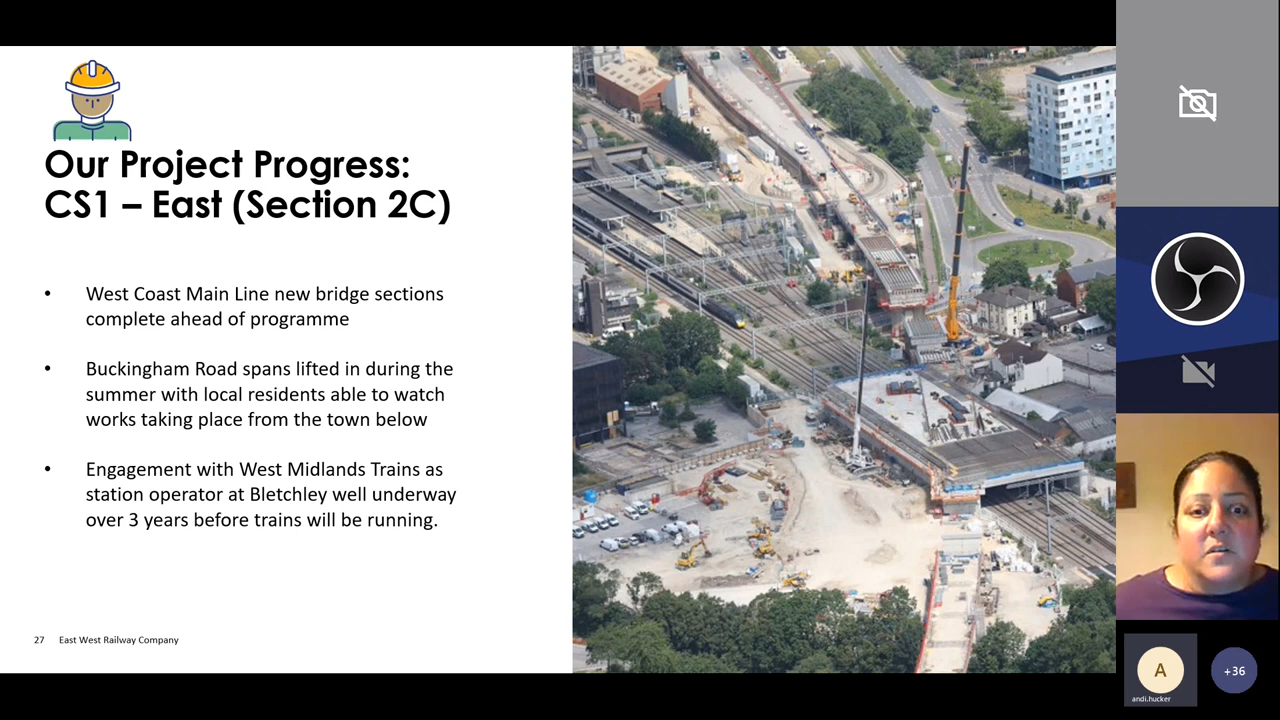 Our Project Progress:
CS1 – East (Section 2C)
• West Coast Main Line new bridge sections
complete ahead of programme
• Buckingham Road spans lifted in during the
summer with local residents able to watch
works taking place from the town below
• Engagement with West Midlands Trains as
station operator at Bletchley well underway
over 3 years before trains will be running.
27 East West Railway Company
A
andi.hucker
+36